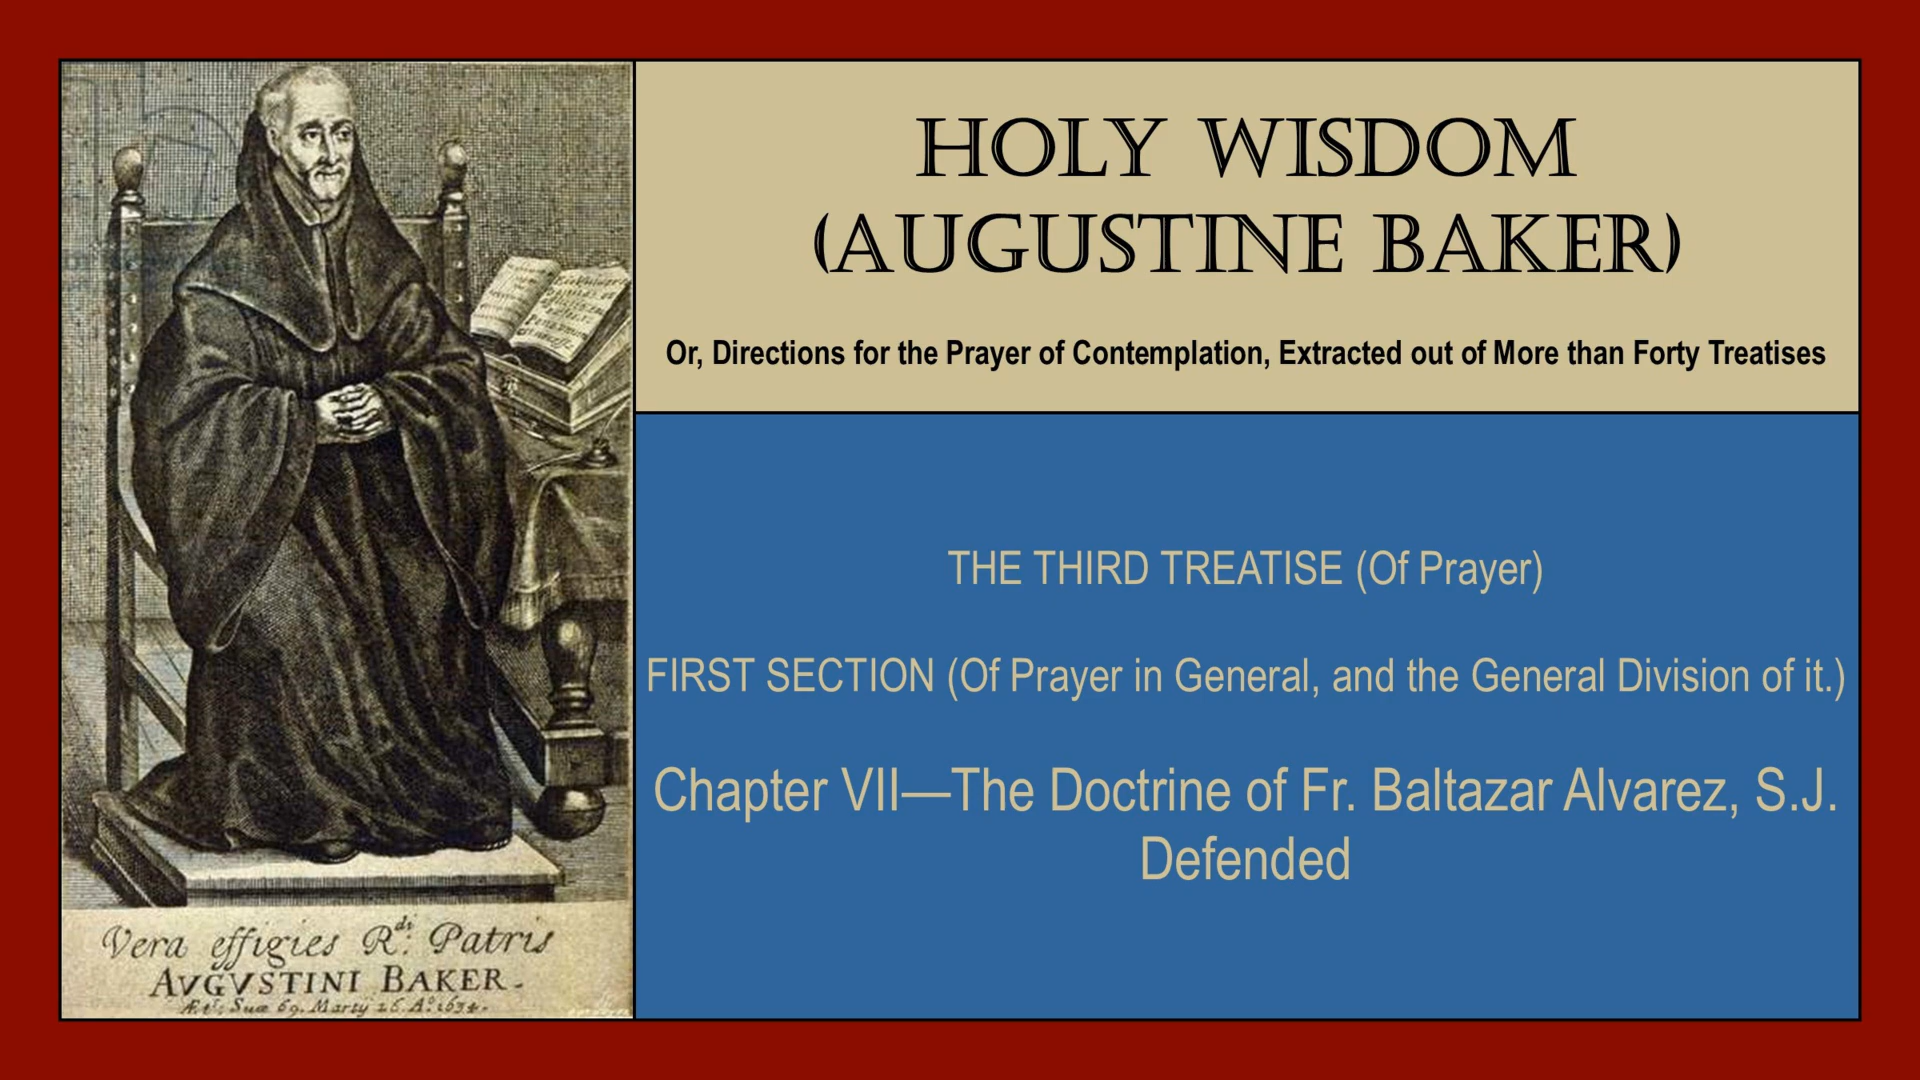 HOLY WISDOM
(AUGUSTINE BAKER)
Or, Directions for the Prayer of Contemplation, Extracted out of More than Forty Treatises
THE THIRD TREATISE (Of Prayer)
FIRST SECTION (Of Prayer in General, and the General Division of it.)
Chapter VII—The Doctrine of Fr. Baltazar Alvarez, S.J.
Defended
Vera effigies R.di Patris
AVGVSTINI BAKER.
Suæ 69.